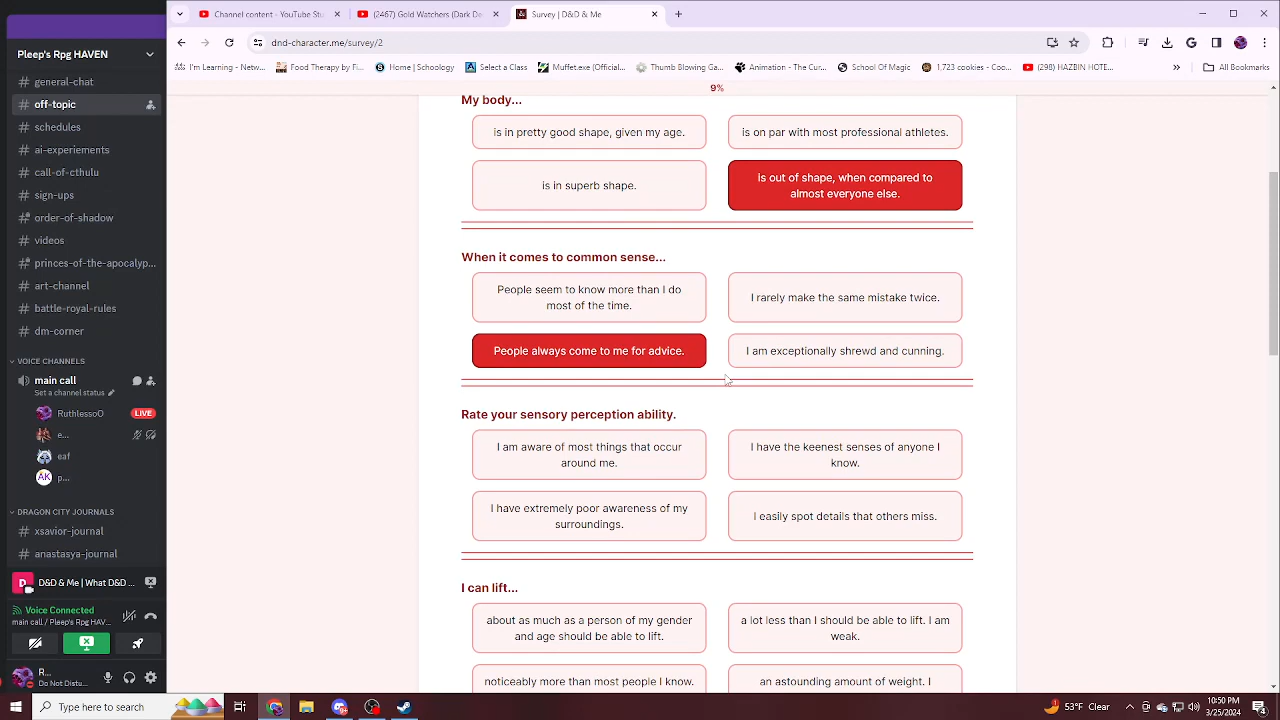 Channel content - YouTube Stu
(2467) Gold Watchers (Dark De
Survey | D&D & Me
Pleep's Rpg HAVEN
dnd-character.me/survey/2
I'm Learning - Netw...
Food Therapy by Fi...
Home | Schoology
Select a Class
Muffet.exe(Official...
Thumb Blowing Ga...
Animation - The Cur...
School Of Magic
1,723 cookies - Coo...
(298) HAZBIN HOTE...
»
All Bookmarks
general-chat
off-topic
schedules
ai-experiements
call-of-cthulu
sign-ups
order-of-shadow
videos
princes-of-the-apocalyp...
art-channel
battle-royal-rules
dm-corner
VOICE CHANNELS
main call
Set a channel status
RuthlessoO
LIVE
e...
eaf
AK
p...
DRAGON CITY JOURNALS
xsavior-journal
anastasya-journal
D
D&D & Me | What D&D ...
Voice Connected
main call / Pleep's Rpg HAV...
R...
Do Not Distu...
9%
My body...
is in pretty good shape, given my age.
is on par with most professional athletes.
is in superb shape.
is out of shape, when compared to
almost everyone else.
When it comes to common sense...
People seem to know more than I do
most of the time.
I rarely make the same mistake twice.
People always come to me for advice.
I am exceptionally shrewd and cunning.
Rate your sensory perception ability.
I am aware of most things that occur
around me.
I have the keenest senses of anyone I
know.
I have extremely poor awareness of my
surroundings.
I easily spot details that others miss.
I can lift...
about as much as a person of my gender
and age should be able to lift.
a lot less than I should be able to lift. I am
weak.
noticeably more than most people I know.
an astounding amount of weight. I
Type here to search
53°F Clear
10:50 PM
3/25/2024